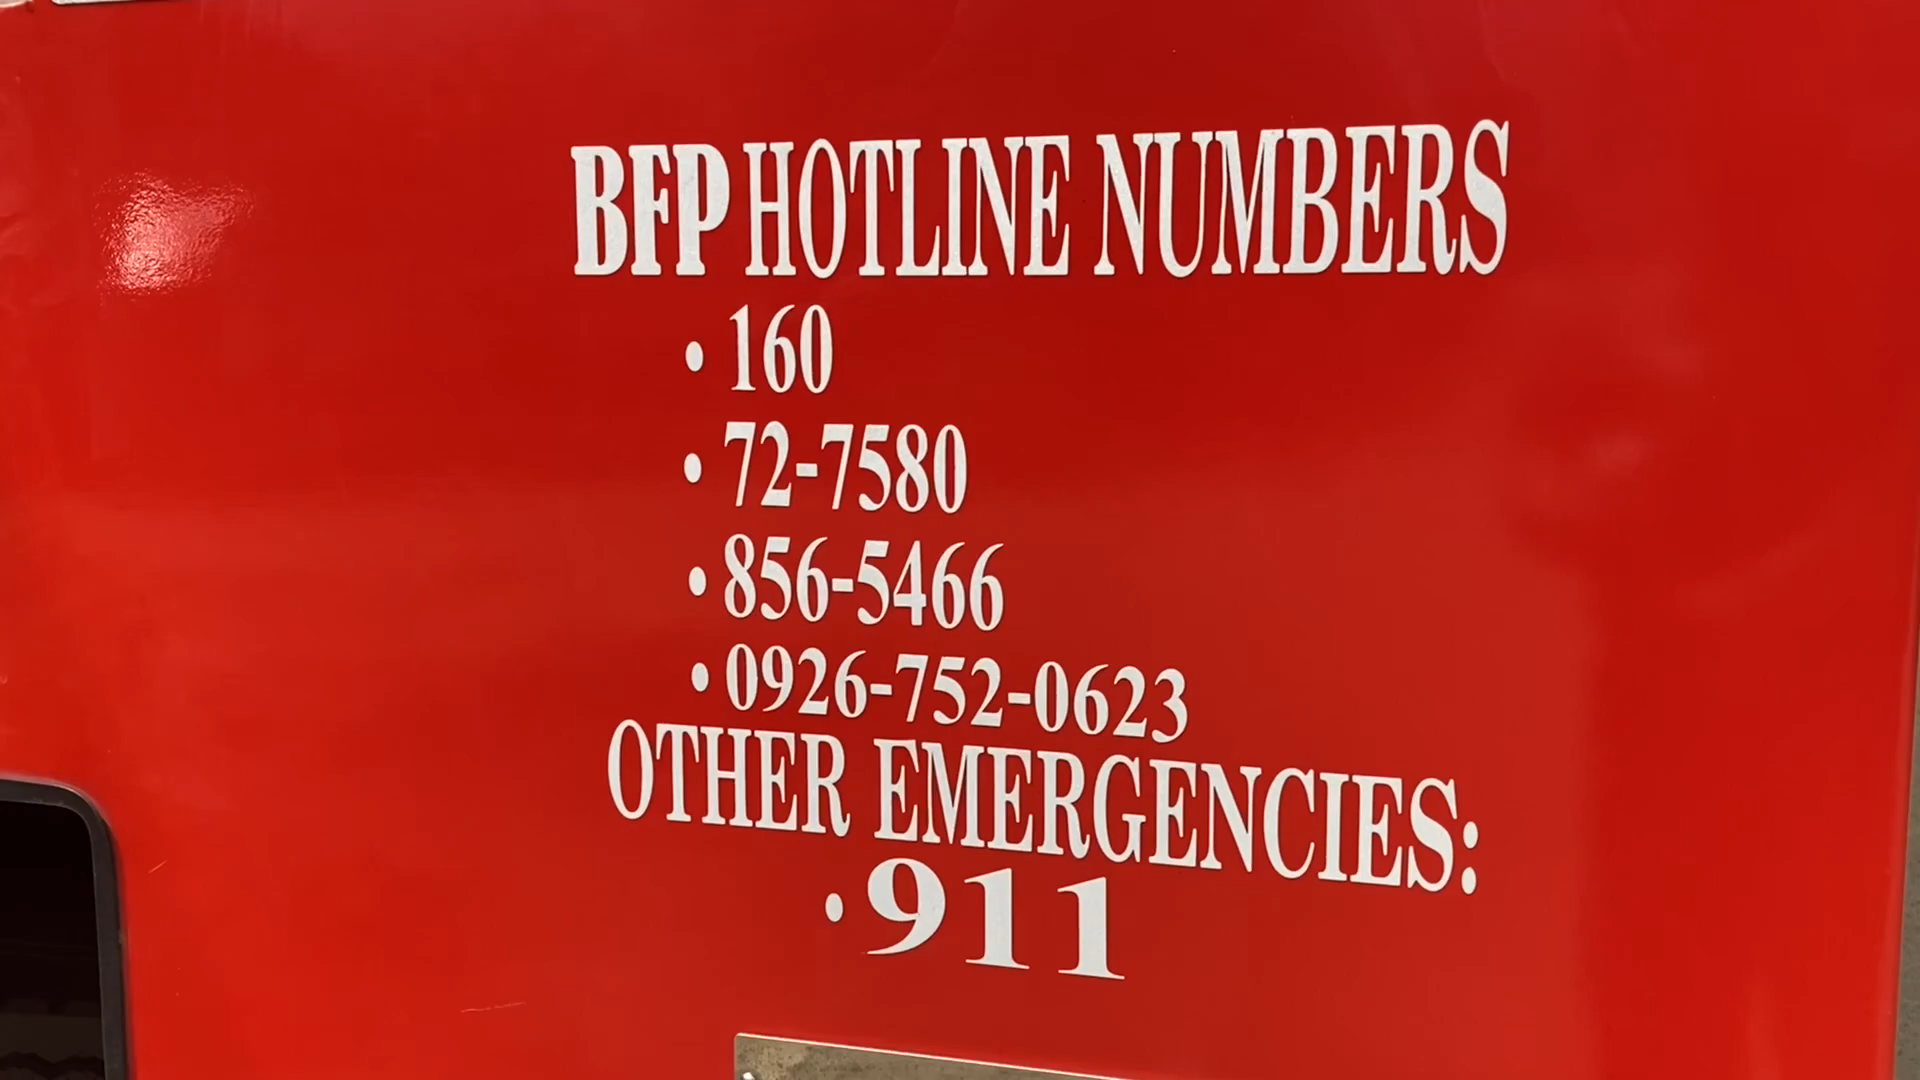 BFP HOTLINE NUMBERS
• 160
• 72-7580
• 856-5466
• 0926-752-0623
OTHER EMERGENCIES:
• 911